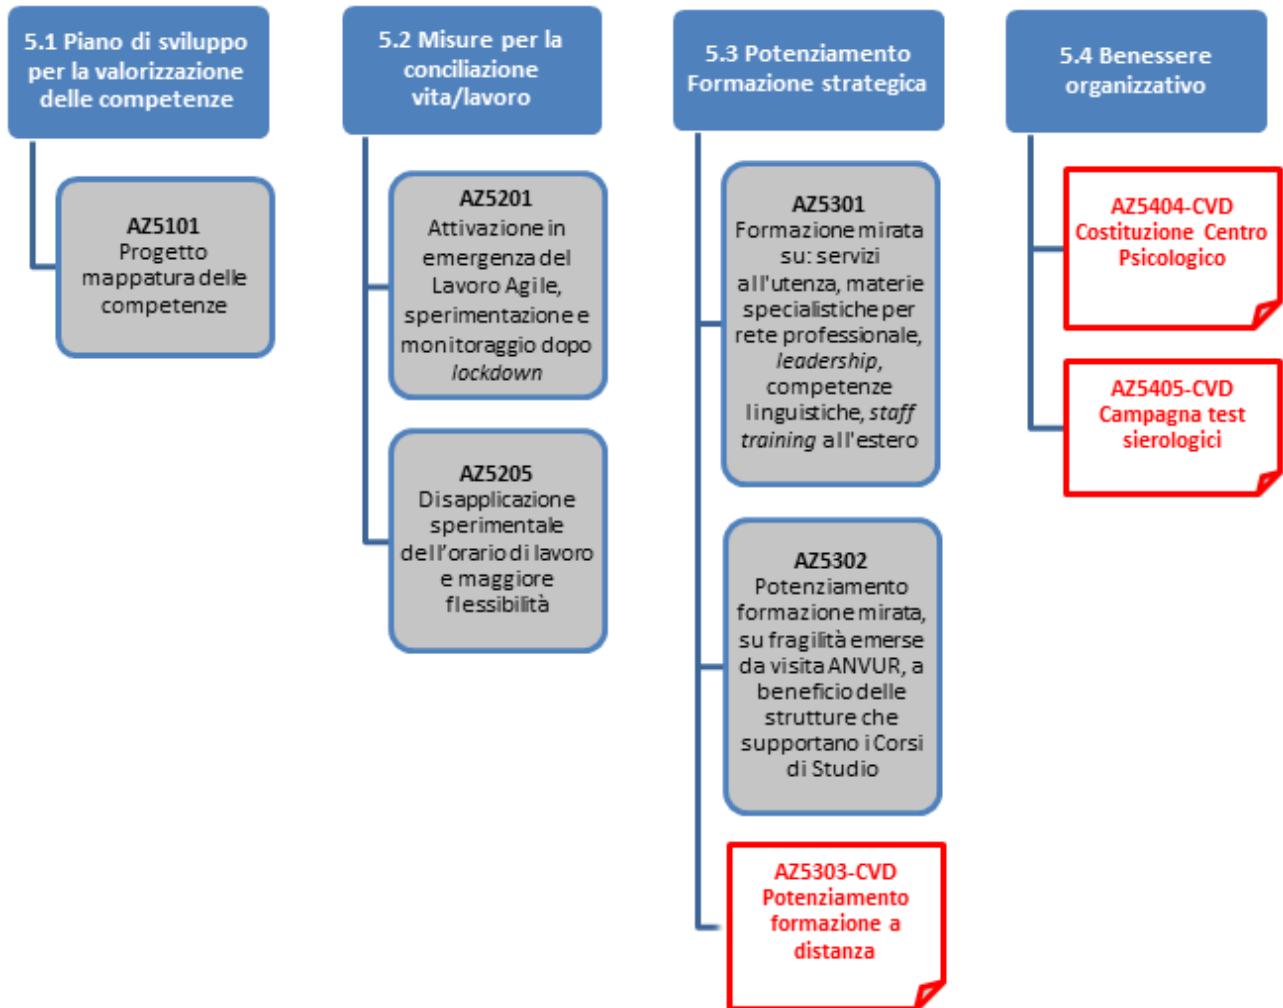 5.1 Piano di sviluppo
per la valorizzazione
delle competenze
AZ5101
Progetto
mappatura delle
competenze
5.2 Misure per la
conciliazione
vita/lavoro
AZ5201
Attivazione in
emergenza del
Lavoro Agile,
sperimentazione e
monitoraggio dopo
lockdown
AZ5205
Disapplicazione
sperimentale
dell'orario di lavoro
e maggiore
flessibilità
5.3 Potenziamento
Formazione strategica
AZ5301
Formazione mirata
su: servizi
all'utenza, materie
specialistiche per
rete professionale,
leadership,
competenze
linguistiche, staff
training all'estero
AZ5302
Potenziamento
formazione mirata,
su fragilità emerse
da visita ANVUR, a
beneficio delle
strutture che
supportano i Corsi
di Studio
AZ5303-CVD
Potenziamento
formazione a
distanza
5.4 Benessere
organizzativo
AZ5404-CVD
Costituzione Centro
Psicologico
AZ5405-CVD
Campagna test
sierologici